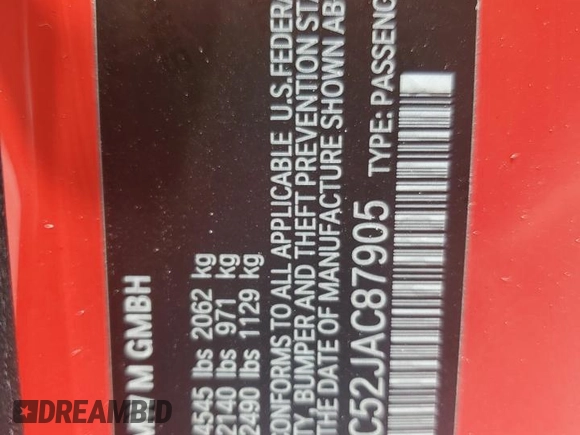 M GMBH
4545 lbs 2062 kg
2140 lbs 971 kg
2490 lbs 1129 kg
CONFORMS TO ALL APPLICABLE U.S. FEDERA
TY, BUMPER AND THEFT PREVENTION STA
THE DATE OF MANUFACTURE SHOWN AB
C52JAC87905 TYPE: PASSENG
DREAMBID